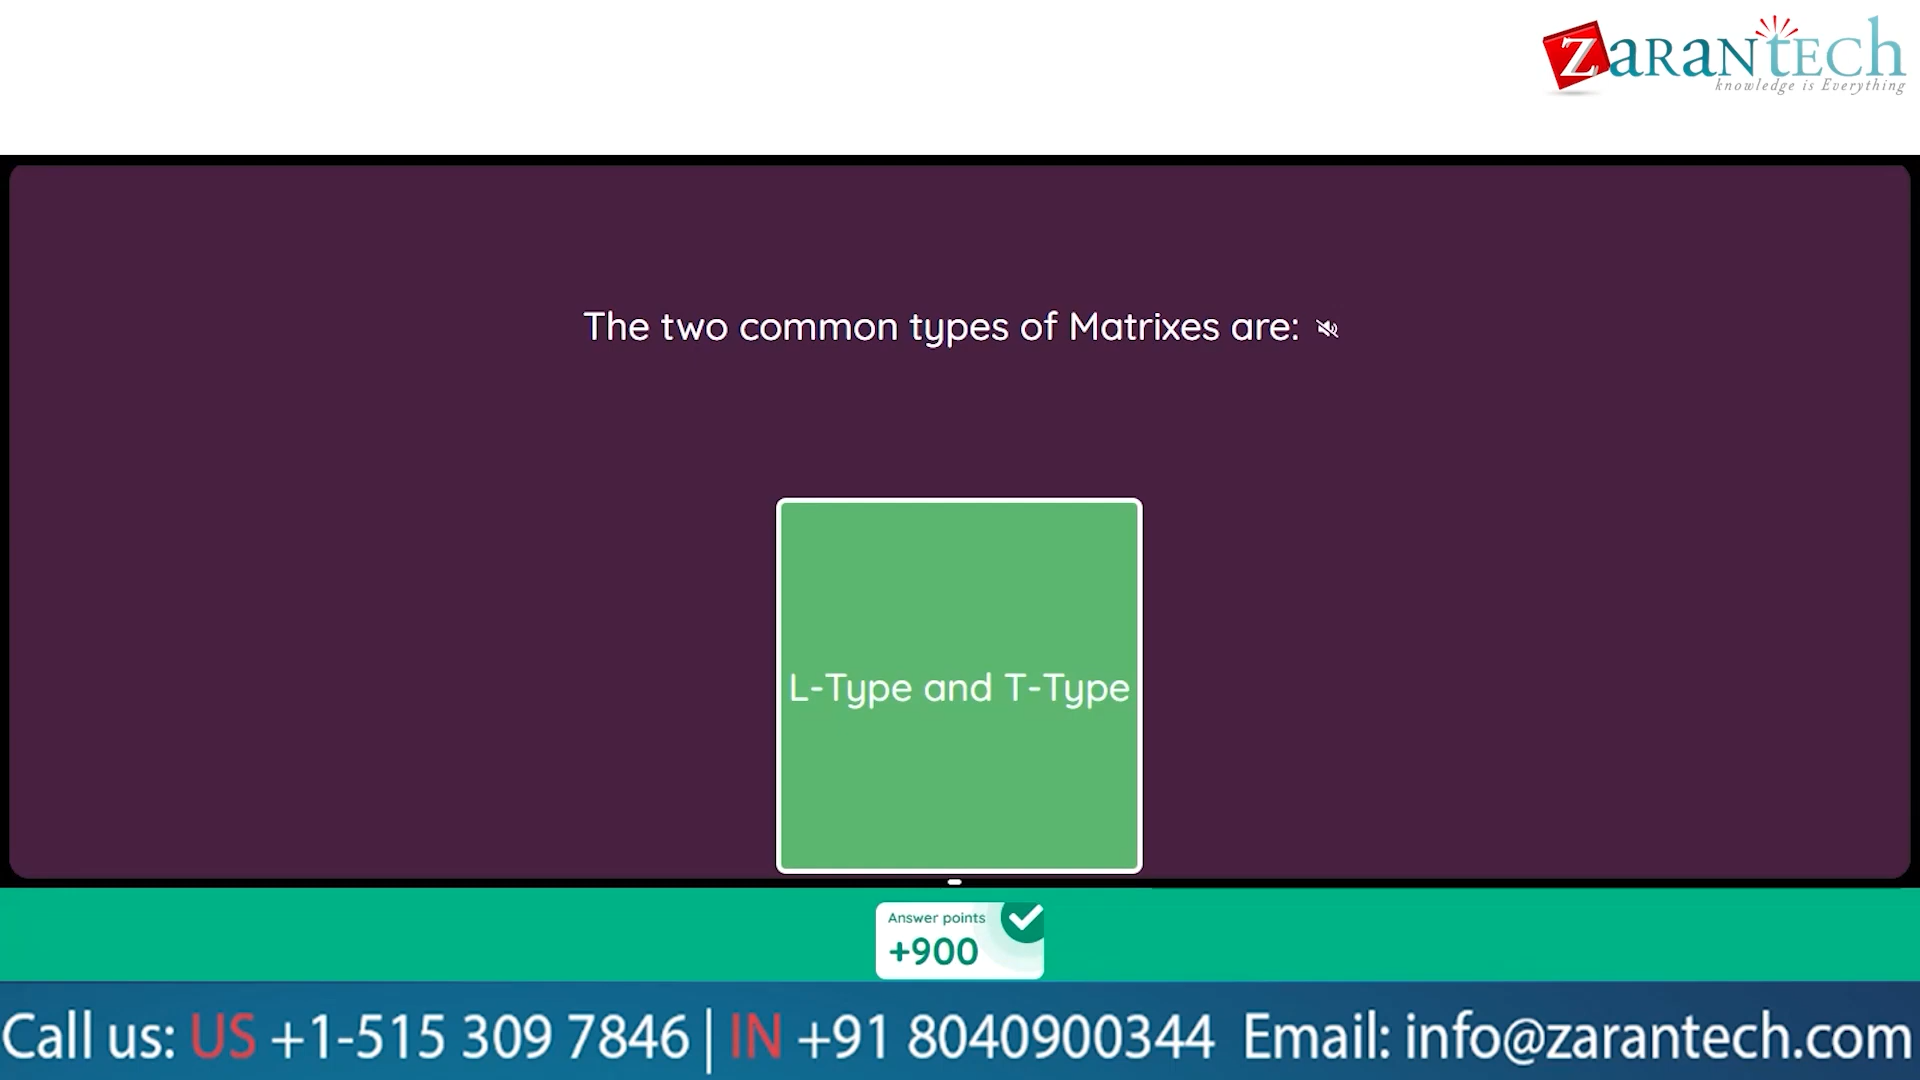 ZaranTech
knowledge is Everything
The two common types of Matrixes are:
L-Type and T-Type
Answer points
+900
Call us: US +1-515 309 7846 | IN +91 8040900344 Email: info@zarantech.com